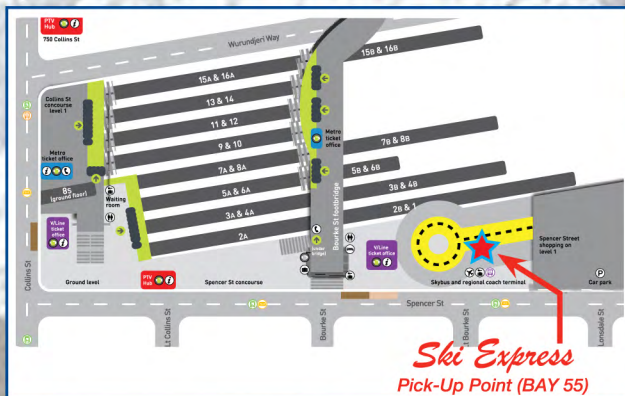 PTV
Hub
750 Collins St
Wurundjeri Way
15B & 16B
15A & 16A
Collins St
concourse
level 1
13 & 14
11 & 12
Metro
ticket
office
Metro
ticket office
9 & 10
7B & 8B
7A & 8A
5B & 6B
8S
(ground floor)
Waiting
room
5A & 6A
3B & 4B
3A & 4A
2B & 1
2A
Bourke St footbridge
V/Line
ticket
office
V/Line
ticket office
Spencer Street
shopping on
level 1
PTV
Hub
Ground level
Spencer St concourse
Skybus and regional coach terminal
Car park
Collins St
Spencer St
Lt Collins St
Bourke St
Lt Bourke St
Lonsdale St
Ski Express
Pick-Up Point (BAY 55)